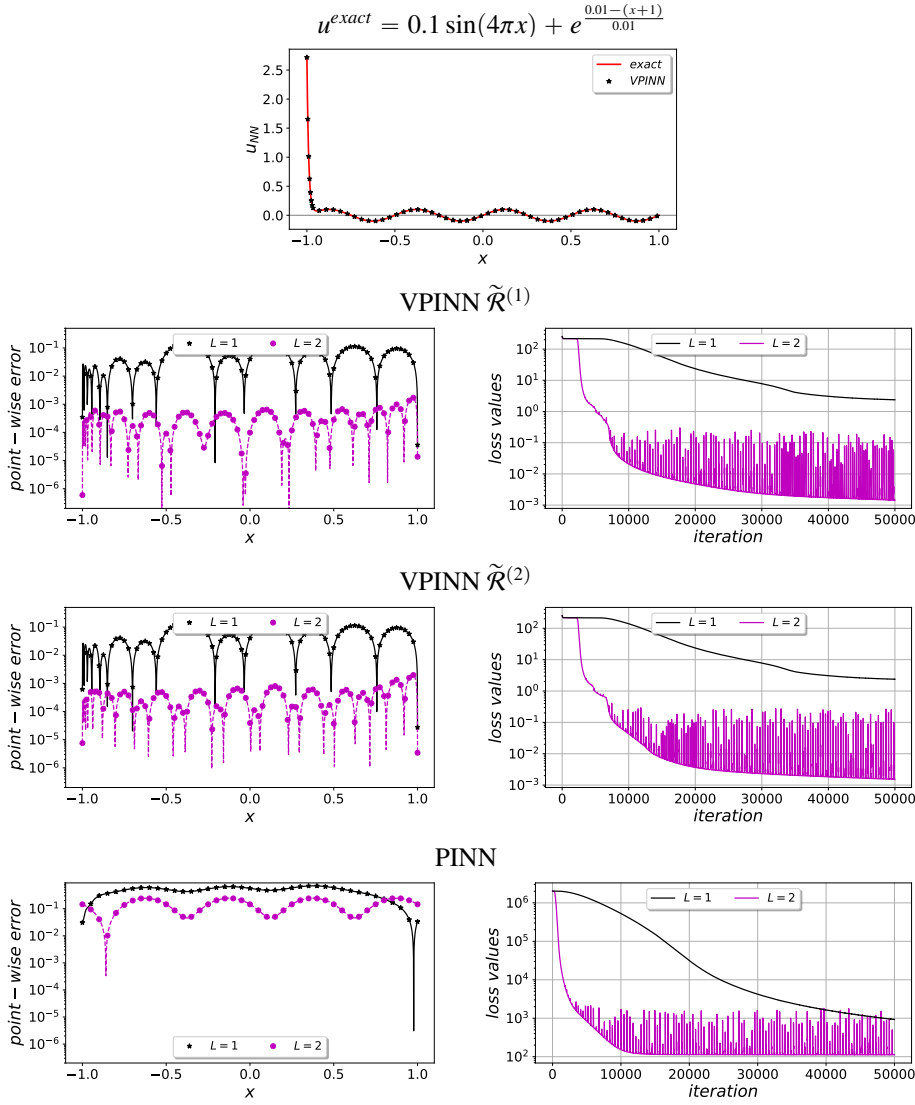 u^{exact} = 0.1 sin(4πx) + e^{\frac{0.01−(x+1)}{0.01}}
2.5
2.0
1.5
1.0
0.5
0.0
u_{NN}
exact
VPINN
−1.0 −0.5 0.0 0.5 1.0
x
VPINN \widetilde{R}^{(1)}
10^{−1}
10^{−2}
10^{−3}
10^{−4}
10^{−5}
10^{−6}
point − wise error
L = 1 L = 2
−1.0 −0.5 0.0 0.5 1.0
x
10^{2}
10^{1}
10^{0}
10^{−1}
10^{−2}
10^{−3}
loss values
L = 1 L = 2
0 10000 20000 30000 40000 50000
iteration
VPINN \widetilde{R}^{(2)}
10^{−1}
10^{−2}
10^{−3}
10^{−4}
10^{−5}
10^{−6}
point − wise error
L = 1 L = 2
−1.0 −0.5 0.0 0.5 1.0
x
10^{2}
10^{1}
10^{0}
10^{−1}
10^{−2}
10^{−3}
loss values
L = 1 L = 2
0 10000 20000 30000 40000 50000
iteration
PINN
10^{−1}
10^{−2}
10^{−3}
10^{−4}
10^{−5}
10^{−6}
point − wise error
L = 1 L = 2
−1.0 −0.5 0.0 0.5 1.0
x
10^{6}
10^{5}
10^{4}
10^{3}
10^{2}
loss values
L = 1 L = 2
0 10000 20000 30000 40000 50000
iteration